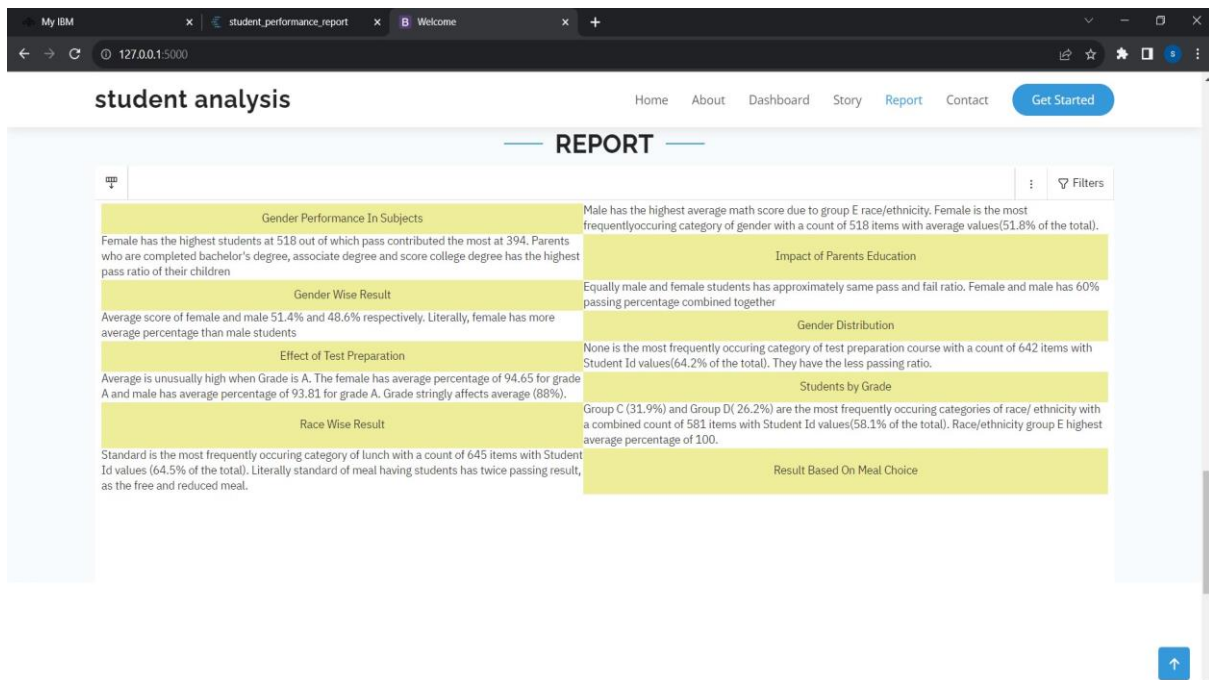 My IBM
student_performance_report
Welcome
127.0.0.1:5000
student analysis
Home
About
Dashboard
Story
Report
Contact
Get Started
REPORT
Filters
Gender Performance In Subjects
Male has the highest average math score due to group E race/ethnicity. Female is the most
frequentlyoccuring category of gender with a count of 518 items with average values(51.8% of the total).
Female has the highest students at 518 out of which pass contributed the most at 394. Parents
who are completed bachelor's degree, associate degree and score college degree has the highest
pass ratio of their children
Impact of Parents Education
Gender Wise Result
Equally male and female students has approximately same pass and fail ratio. Female and male has 60%
passing percentage combined together
Average score of female and male 51.4% and 48.6% respectively. Literally, female has more
average percentage than male students
Gender Distribution
Effect of Test Preparation
None is the most frequently occuring category of test preparation course with a count of 642 items with
Student Id values(64.2% of the total). They have the less passing ratio.
Average is unusually high when Grade is A. The female has average percentage of 94.65 for grade
A and male has average percentage of 93.81 for grade A. Grade stringly affects average (88%).
Students by Grade
Race Wise Result
Group C (31.9%) and Group D( 26.2%) are the most frequently occuring categories of race/ ethnicity with
a combined count of 581 items with Student Id values(58.1% of the total). Race/ethnicity group E highest
average percentage of 100.
Standard is the most frequently occuring category of lunch with a count of 645 items with Student
Id values (64.5% of the total). Literally standard of meal having students has twice passing result,
as the free and reduced meal.
Result Based On Meal Choice